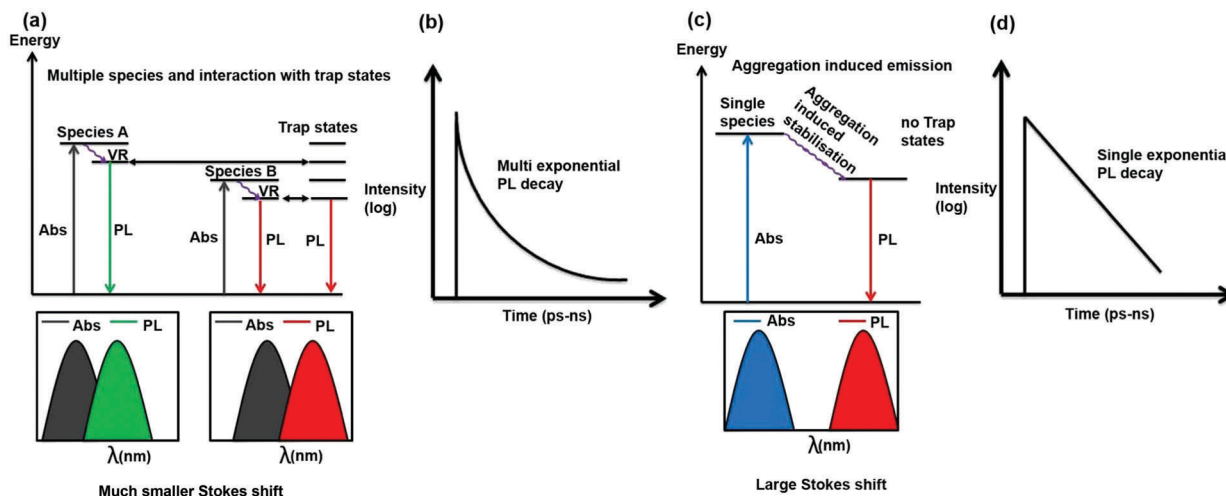 (a)
Energy
Multiple species and interaction with trap states
Species A
VR
Trap states
Species B
VR
Abs
PL
Abs
PL
PL
Abs
PL
Abs
PL
λ(nm)
λ(nm)
Much smaller Stokes shift
(b)
Intensity
(log)
Multi exponential
PL decay
Time (ps-ns)
(c)
Energy
Aggregation induced emission
Single
species
Aggregation
induced
stabilisation
no Trap
states
Abs
PL
Abs
PL
λ(nm)
Large Stokes shift
(d)
Intensity
(log)
Single exponential
PL decay
Time (ps-ns)